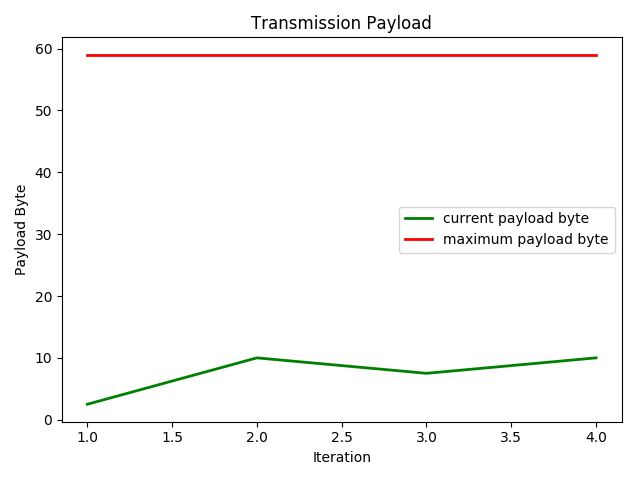 Transmission Payload
60
50
40
30
20
10
0
Payload Byte
current payload byte
maximum payload byte
1.0 1.5 2.0 2.5 3.0 3.5 4.0
Iteration